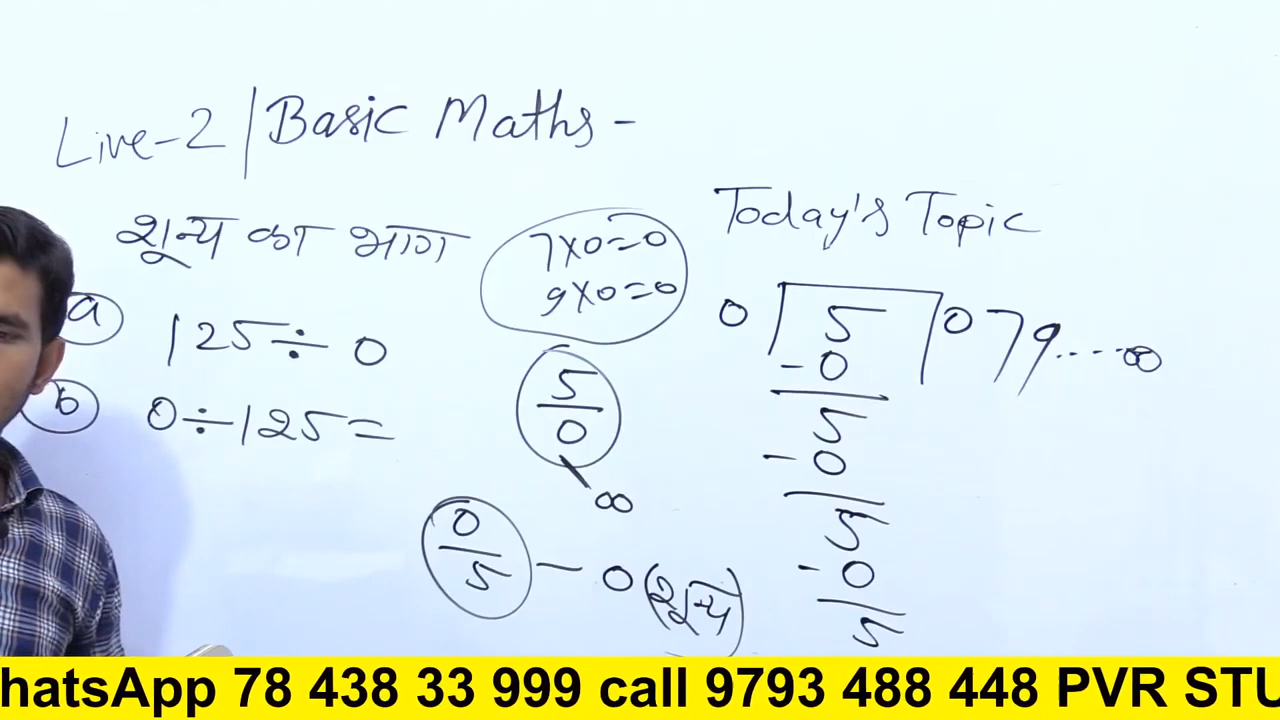 Live-2 | Basic Maths -
शून्य का भाग
a 125 ÷ 0
b 0 ÷ 125 =
7×0=0
9×0=0
5/0
∞
0/5 — 0 (शून्य)
Today's Topic
0 5 0 7 9 .... ∞
-0
5
-0
5
-0
5
hatsApp 78 438 33 999 call 9793 488 448 PVR STU